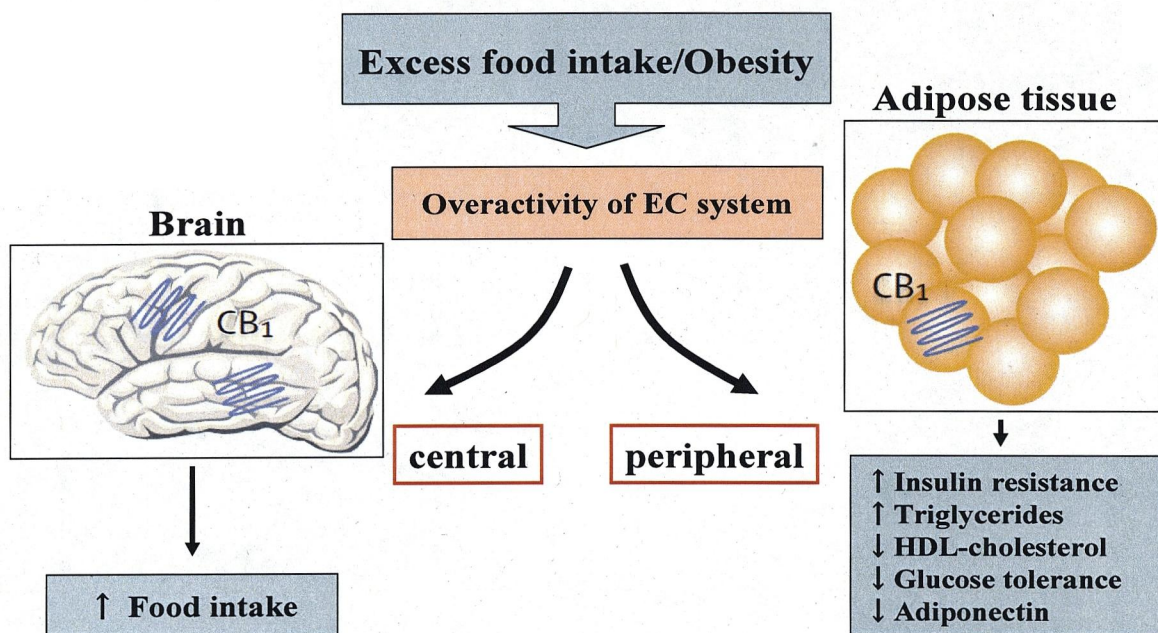 Excess food intake/Obesity
Adipose tissue
Overactivity of EC system
Brain
CB₁
CB₁
central
peripheral
↑ Insulin resistance
↑ Triglycerides
↓ HDL-cholesterol
↓ Glucose tolerance
↓ Adiponectin
↑ Food intake